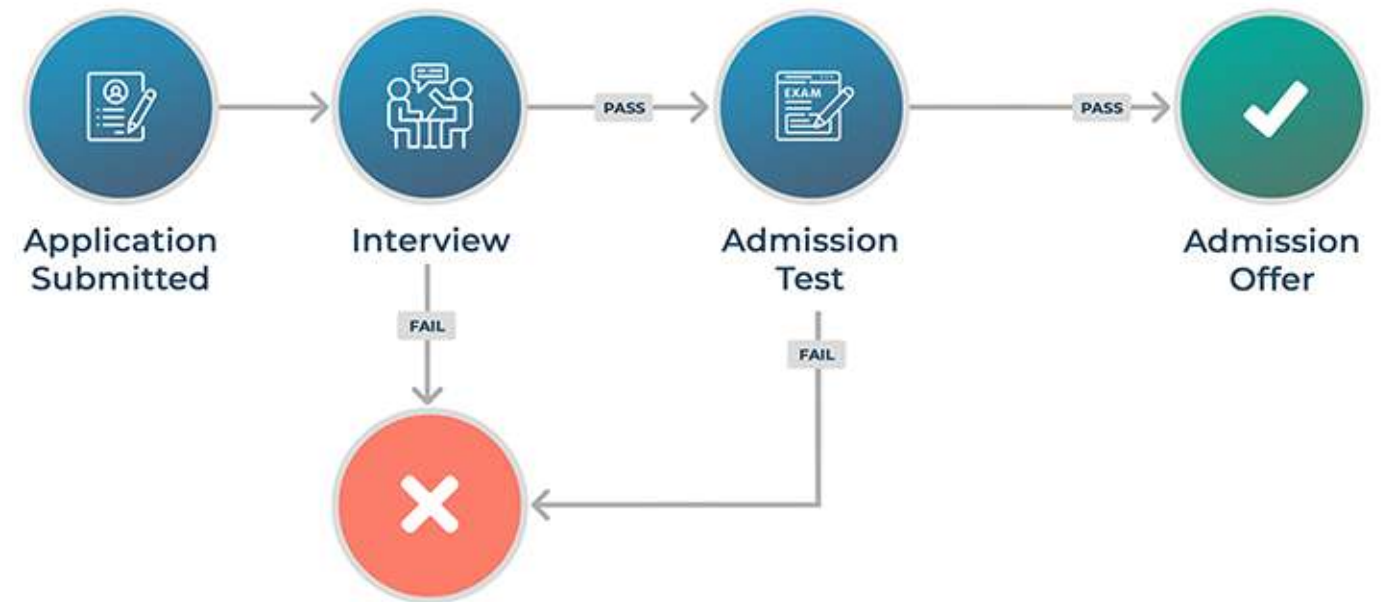 PASS
EXAM
PASS
Application
Submitted
Interview
Admission
Test
Admission
Offer
FAIL
FAIL